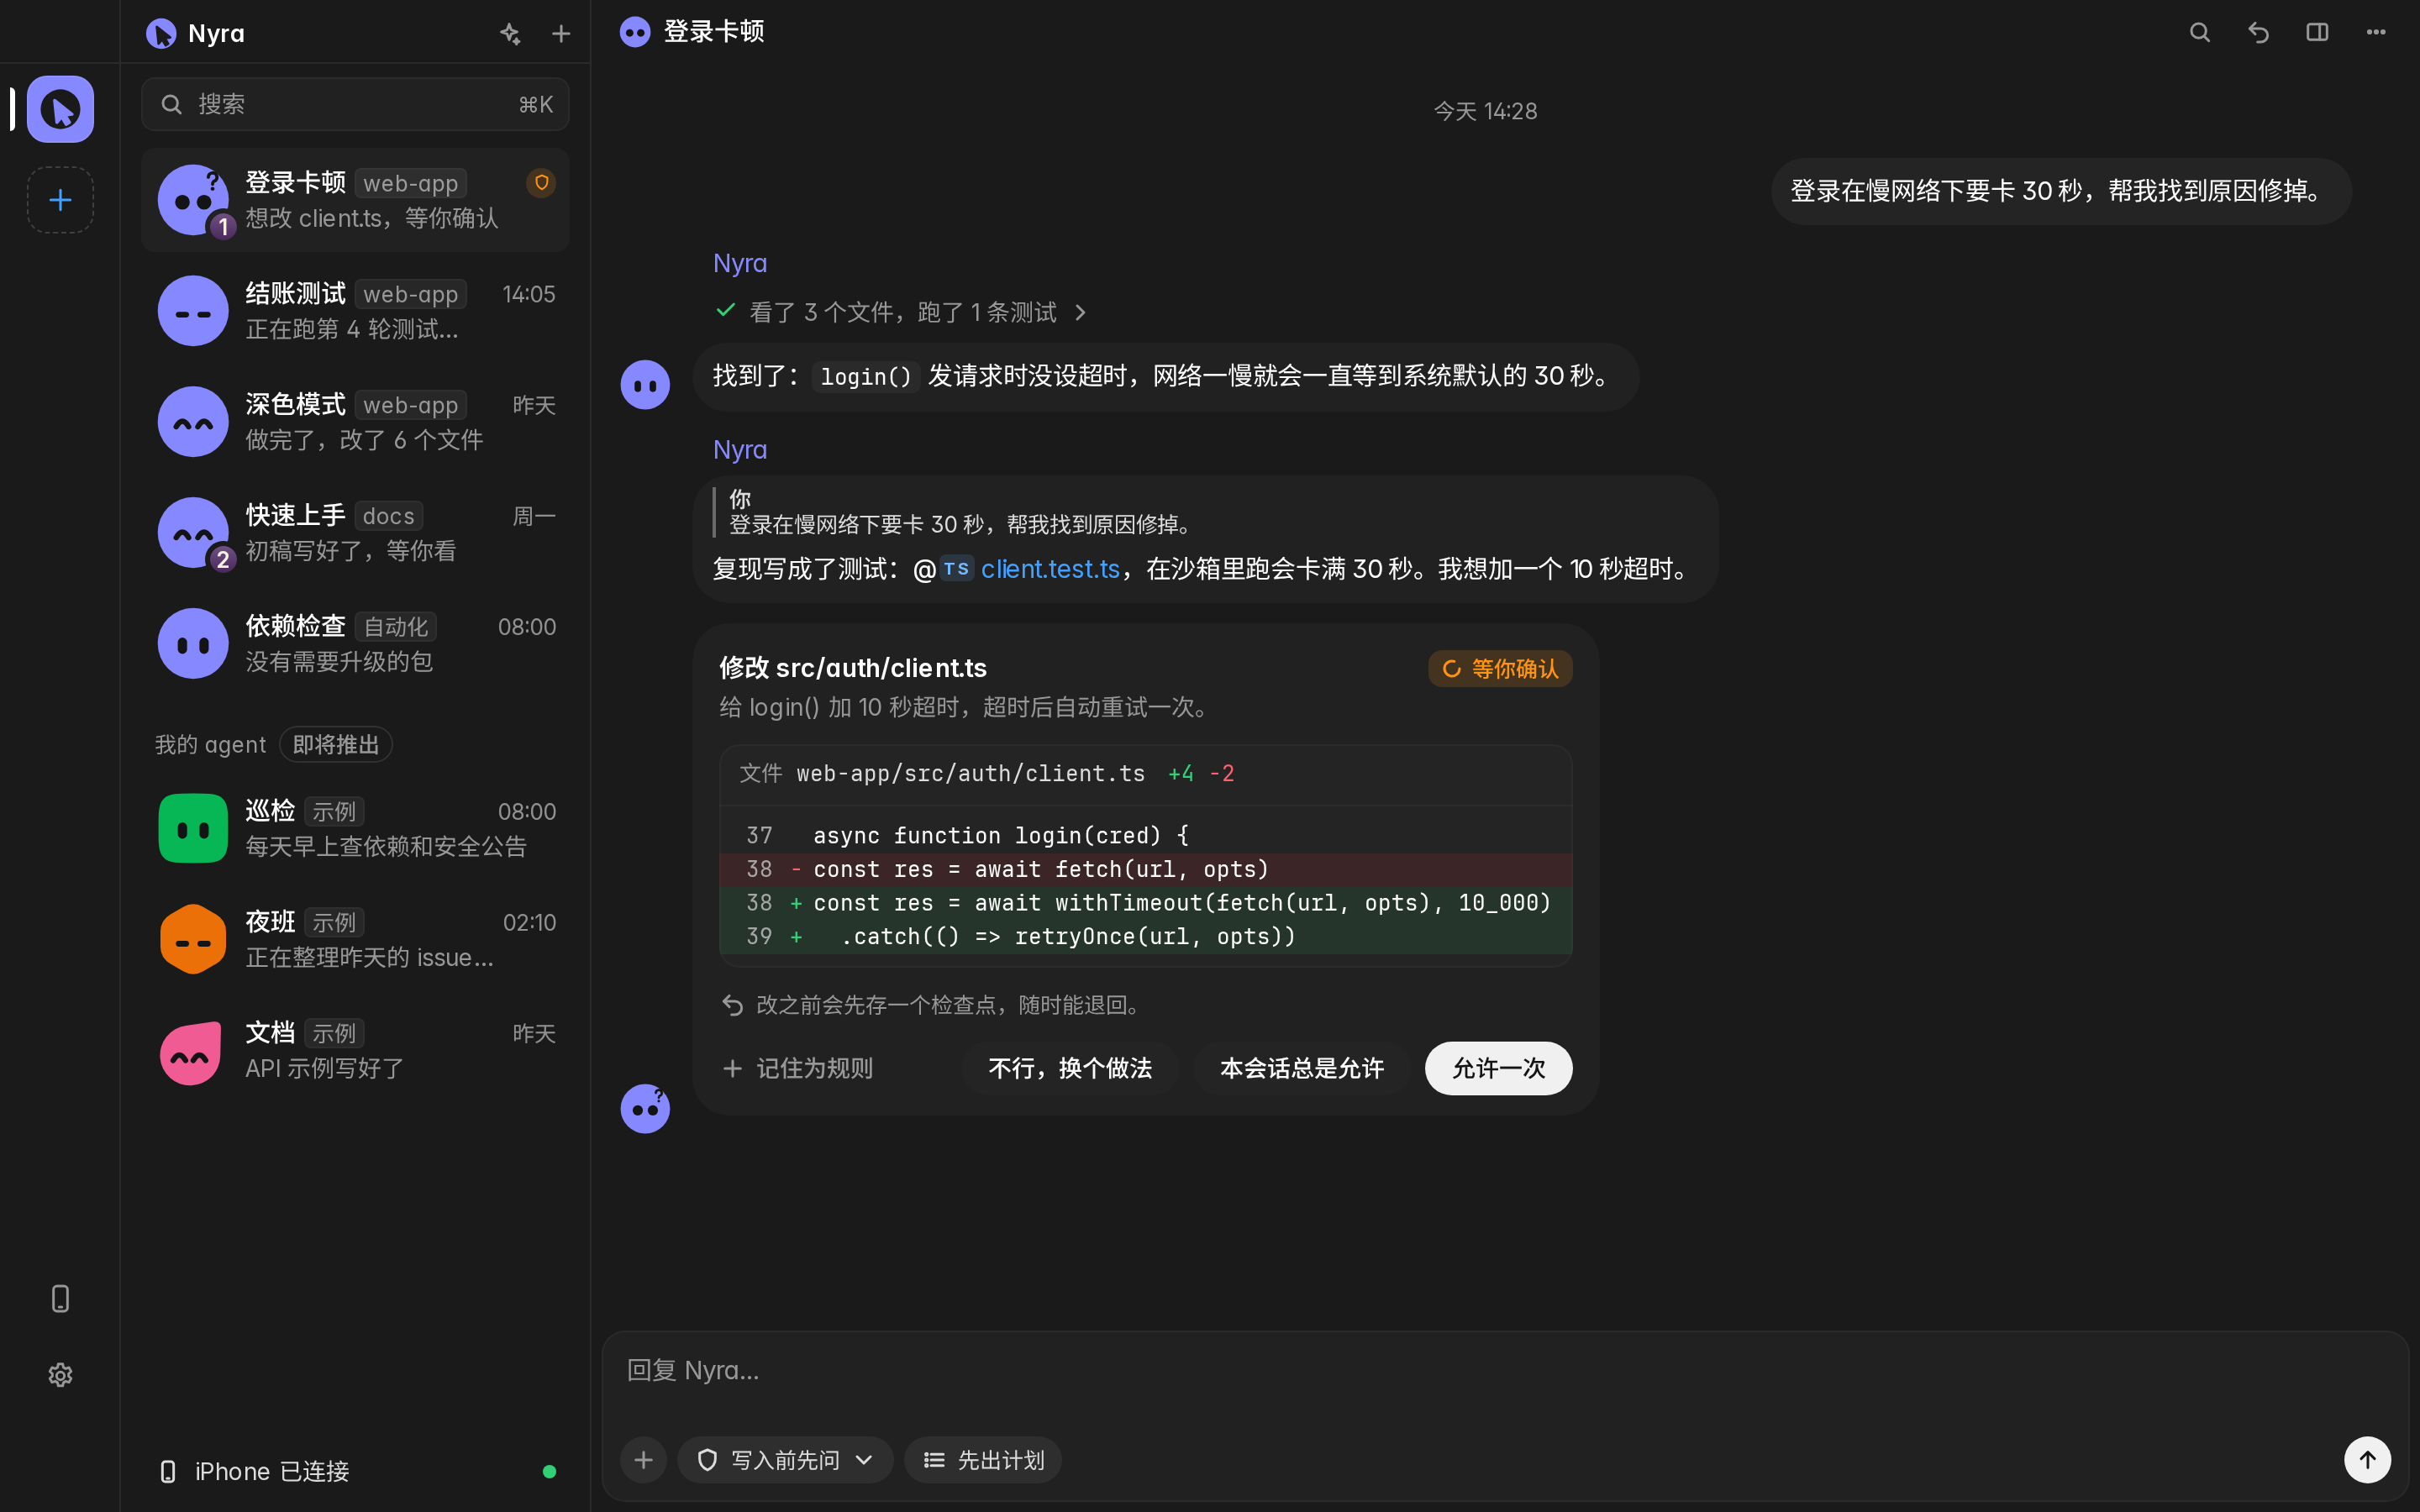 Nyra
搜索 ⌘K
登录卡顿 web-app
想改 client.ts，等你确认
1
结账测试 web-app 14:05
正在跑第 4 轮测试...
深色模式 web-app 昨天
做完了，改了 6 个文件
快速上手 docs 周一
初稿写好了，等你看
2
依赖检查 自动化 08:00
没有需要升级的包
我的 agent 即将推出
巡检 示例 08:00
每天早上查依赖和安全公告
夜班 示例 02:10
正在整理昨天的 issue...
文档 示例 昨天
API 示例写好了
iPhone 已连接
登录卡顿
今天 14:28
登录在慢网络下要卡 30 秒，帮我找到原因修掉。
Nyra
看了 3 个文件，跑了 1 条测试
找到了： login() 发请求时没设超时，网络一慢就会一直等到系统默认的 30 秒。
Nyra
你
登录在慢网络下要卡 30 秒，帮我找到原因修掉。
复现写成了测试：@ TS client.test.ts，在沙箱里跑会卡满 30 秒。我想加一个 10 秒超时。
修改 src/auth/client.ts 等你确认
给 login() 加 10 秒超时，超时后自动重试一次。
文件 web-app/src/auth/client.ts +4 -2
37 async function login(cred) {
38 - const res = await fetch(url, opts)
38 + const res = await withTimeout(fetch(url, opts), 10_000)
39 + .catch(() => retryOnce(url, opts))
改之前会先存一个检查点，随时能退回。
记住为规则 不行，换个做法 本会话总是允许 允许一次
?
回复 Nyra...
写入前先问 先出计划